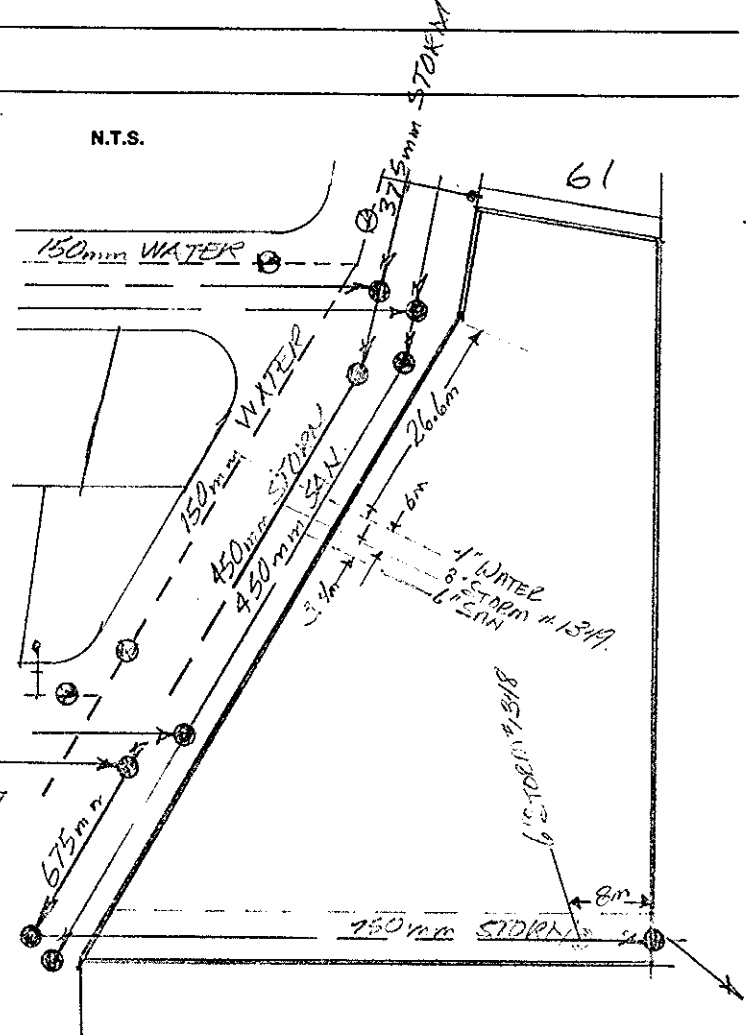 375mm STORM
N.T.S.
61
150mm WATER
150mm WATER
450mm STORM
450mm SAN.
26.6m
6m
3.4m
4" WATER
8" STORM # 1349.
6" SAN
6" STORM #1348
675mm
8m
750mm STORM